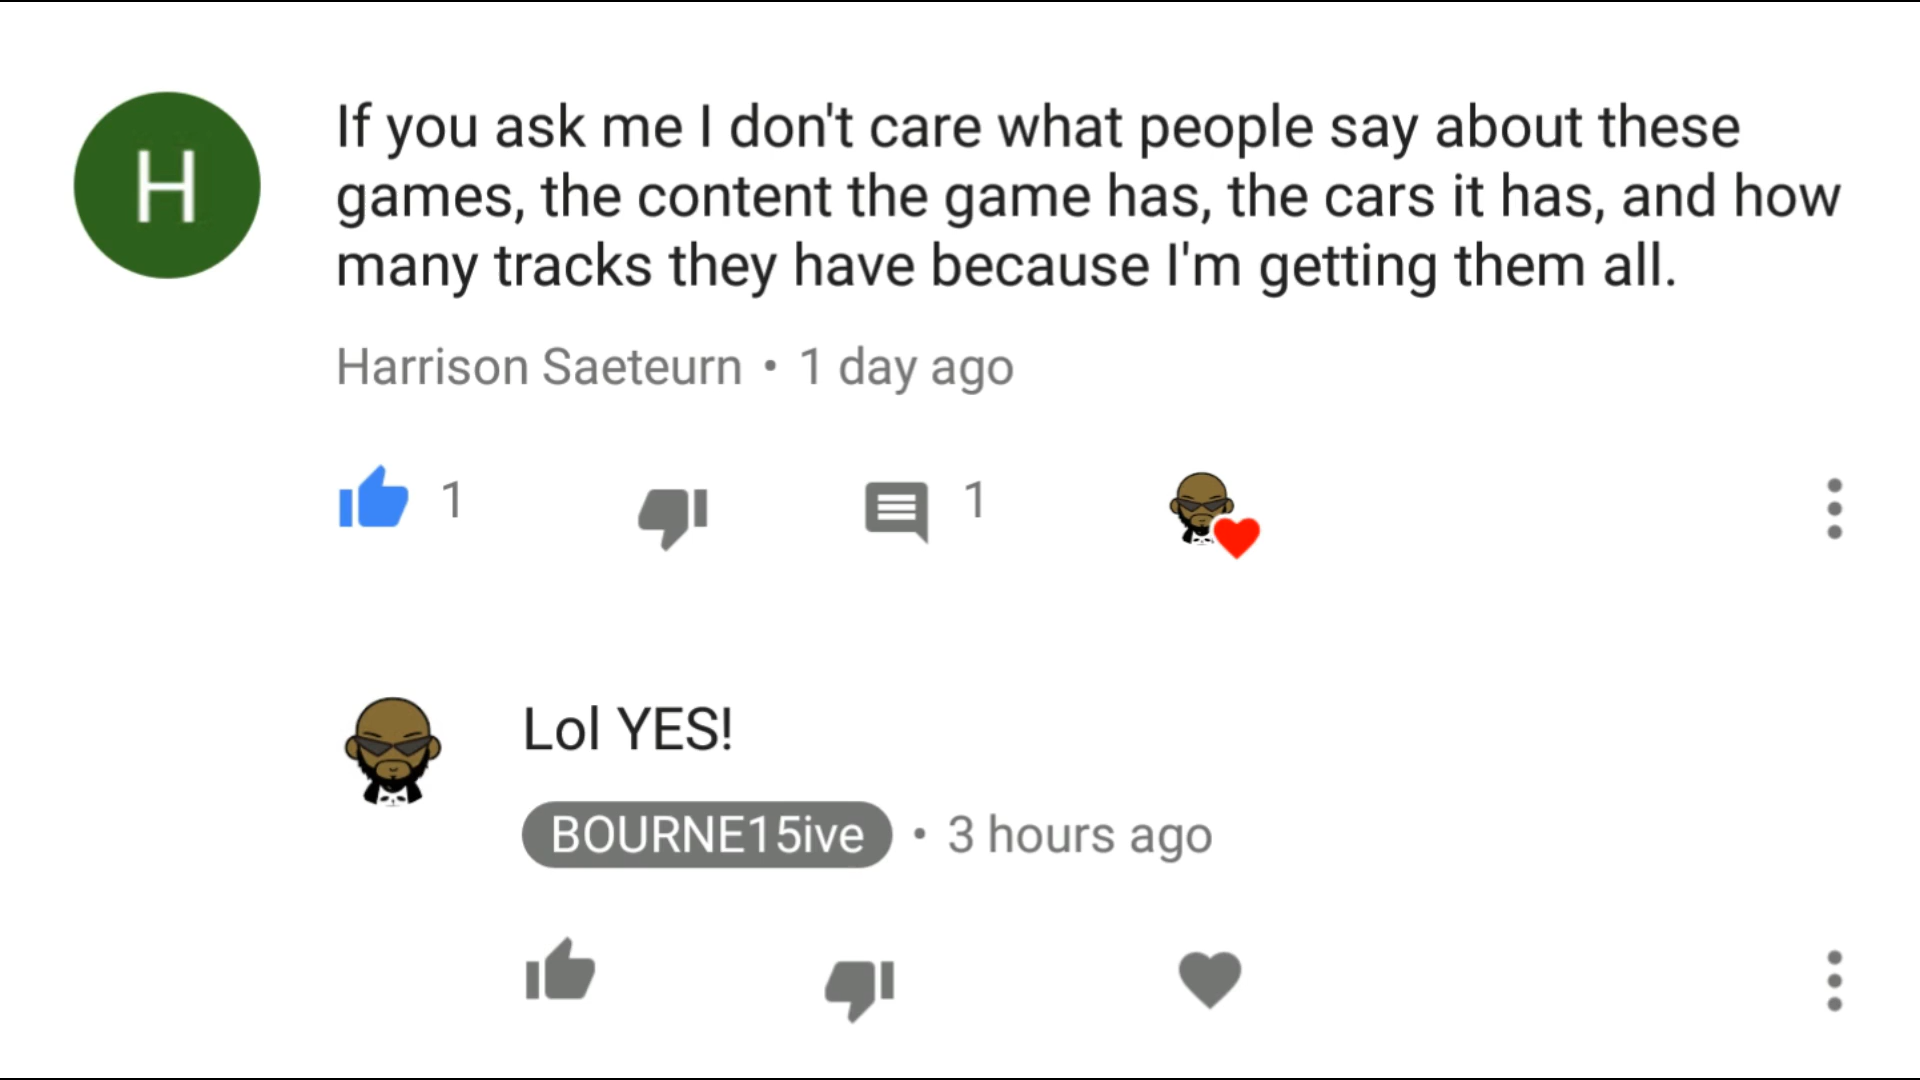 H
If you ask me I don't care what people say about these
games, the content the game has, the cars it has, and how
many tracks they have because I'm getting them all.
Harrison Saeteurn • 1 day ago
1
1
Lol YES!
BOURNE15ive • 3 hours ago